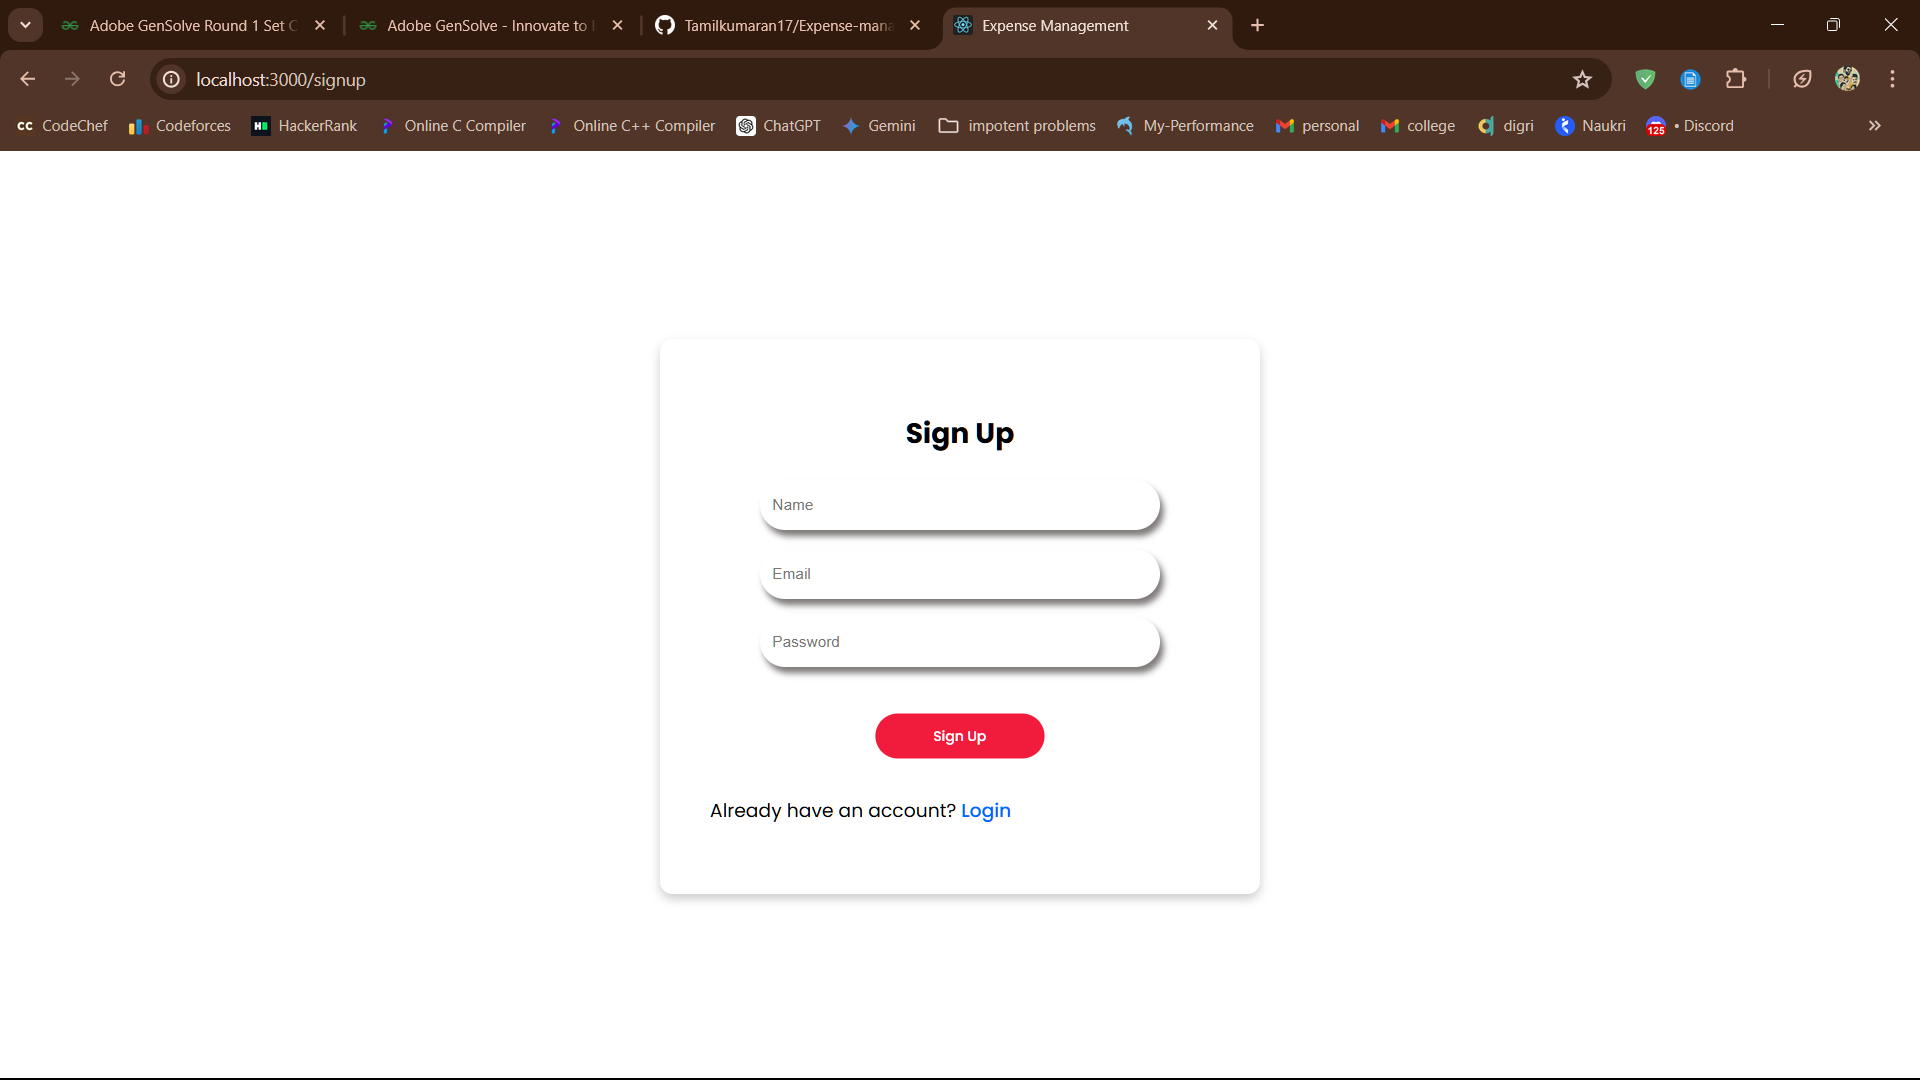 Adobe GenSolve Round 1 Set C
Adobe GenSolve - Innovate to I
Tamilkumaran17/Expense-mana
Expense Management
localhost:3000/signup
CC CodeChef
Codeforces
H HackerRank
Online C Compiler
Online C++ Compiler
ChatGPT
Gemini
impotent problems
My-Performance
personal
college
digri
Naukri
125 • Discord
Sign Up
Name
Email
Password
Sign Up
Already have an account? Login